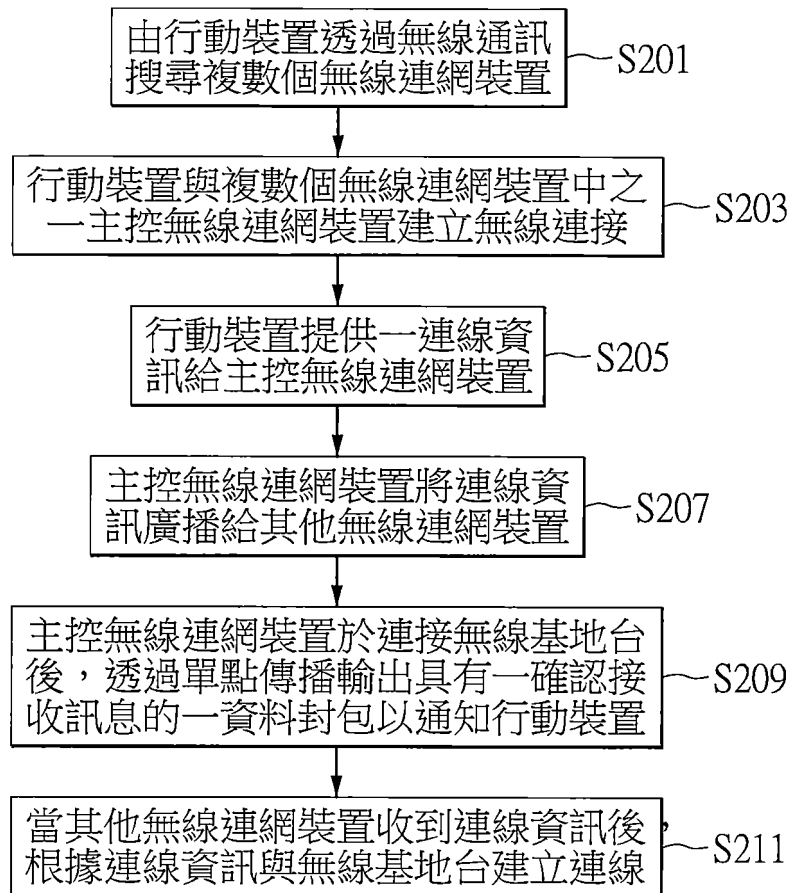 由行動裝置透過無線通訊
搜尋複數個無線連網裝置
S201
行動裝置與複數個無線連網裝置中之
一主控無線連網裝置建立無線連接
S203
行動裝置提供一連線資
訊給主控無線連網裝置
S205
主控無線連網裝置將連線資
訊廣播給其他無線連網裝置
S207
主控無線連網裝置於連接無線基地台
後，透過單點傳播輸出具有一確認接
收訊息的一資料封包以通知行動裝置
S209
當其他無線連網裝置收到連線資訊後，
根據連線資訊與無線基地台建立連線
S211